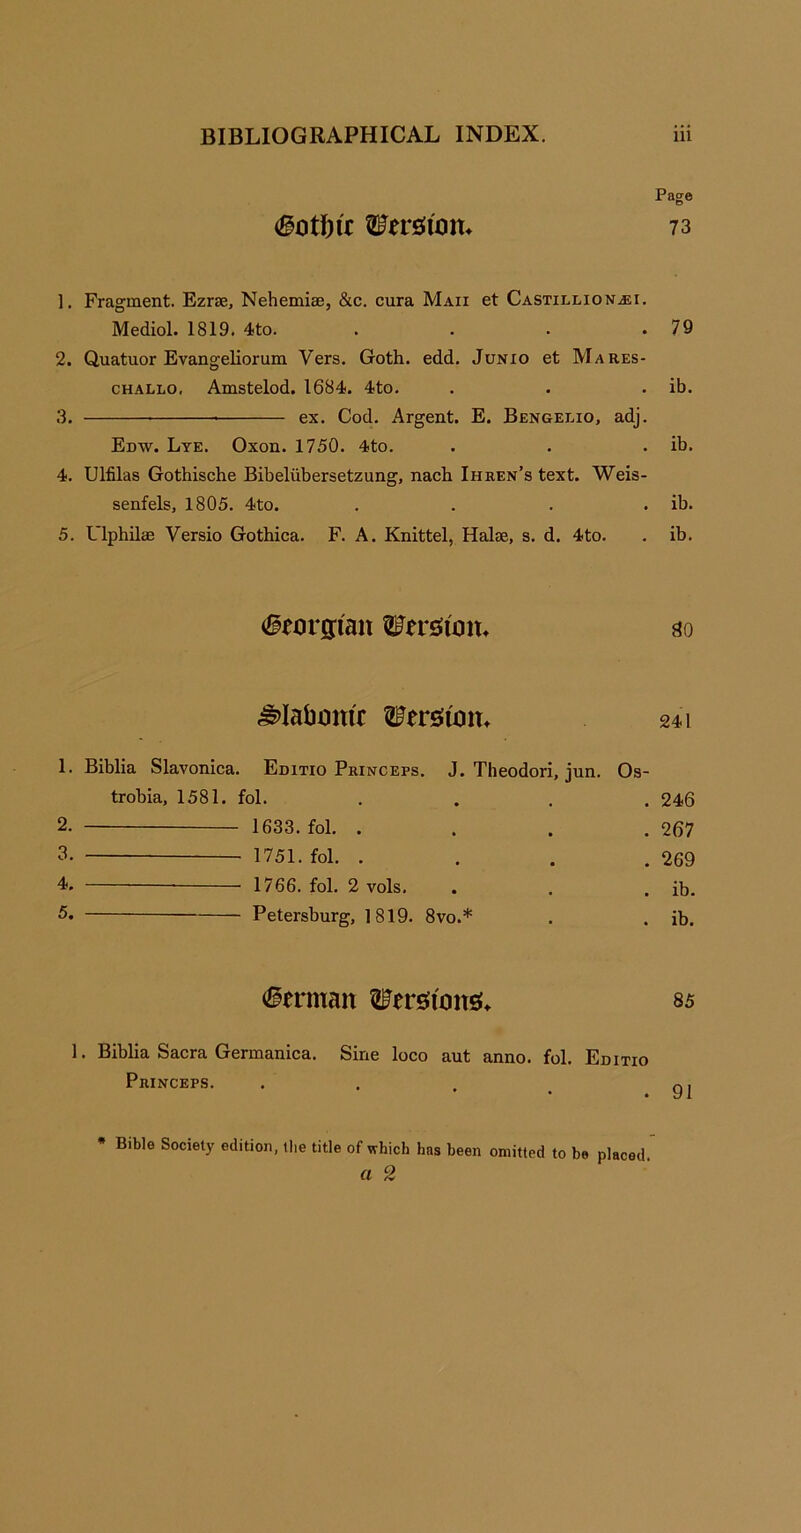 BIBLIOGRAPHICAL INDEX. iii
Page
Gothic Version. 73
1. Fragment. Ezræ, Nehemiæ, &c. cura Maii et Castillionæi.
Mediol. 1819. 4to. . . . . 79
2. Quatuor Evangeliorum Vers. Goth. edd. Junio et Mares-
challo. Amstelod. 1684. 4to. . . . ib.
3. ——— ex. Cod. Argent. E. Bengelio, adj.
Edw. Lye. Oxon. 1750. 4to. . . . ib.
4. Ulfilas Gothische Bibelübersetzung, nach Ihren's text. Weis-
senfels, 1805. 4to. . . . . ib.
5. Ulphilæ Versio Gothica. F. A. Knittel, Halæ, s. d. 4to. . ib.
Georgian Version. 80
Slabonic Version. 241
1. Biblia Slavonica. Editio Princeps. J. Theodori, jun. Os-
trobia, 1581. fol. . . . . 246
2. ——— 1633. fol. . . . . 267
3. ——— 1751. fol. . . . . 269
4. ——— 1766. fol. 2 vols. . . . ib.
5. ——— Petersburg, 1819. 8vo.* . . ib.
German Versions. 85
1. Biblia Sacra Germanica. Sine loco aut anno. fol. Editio
Princeps. . . . . . 91
* Bible Society edition, the title of which has been omitted to be placed.
a 2